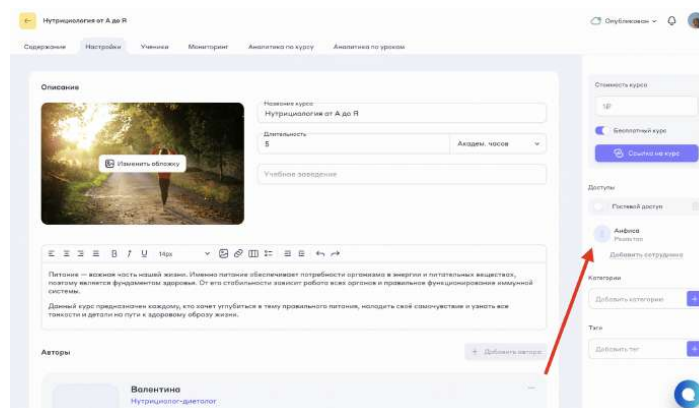 Нутрициология от А до Я
Опубликован
Содержание Настройки Ученики Мониторинг Аналитика по курсу Аналитика по урокам
Описание
Изменить обложку
Название курса
Нутрициология от А до Я
Длительность
5
Академ. часов
Учебное заведение
14px
Питание — важная часть нашей жизни. Именно питание обеспечивает потребности организма в энергии и питательных веществах,
поэтому является фундаментом здоровья. От его стабильности зависит работа всех органов и правильное функционирование иммунной
системы.
Данный курс предназначен каждому, кто хочет углубиться в тему правильного питания, наладить своё самочувствие и узнать все
тонкости и детали на пути к здоровому образу жизни.
Авторы
+ Добавить автора
Валентина
Нутрициолог-диетолог
Стоимость курса
Бесплатный курс
Ссылка на курс
Доступы
Гостевой доступ
Анфиса
Добавить сотрудника
Категории
Добавить категорию
Тэги
Добавить тег